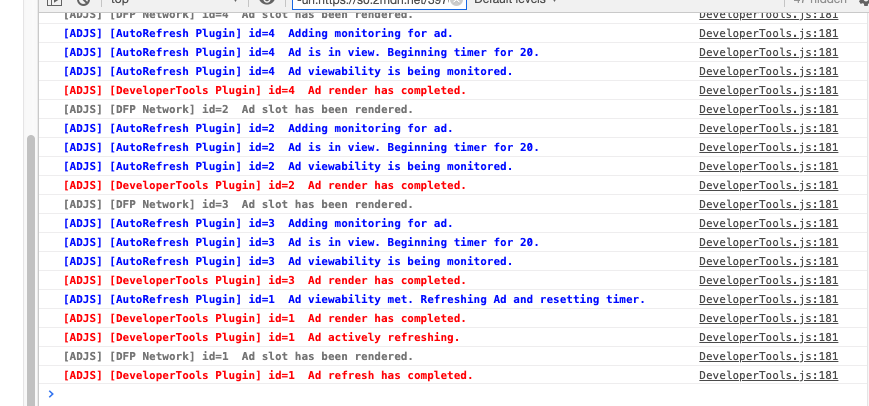 top
-url:https://s0.2mdn.net/397
Default levels
47 hidden
[ADJS] [DFP Network] id=4  Ad slot has been rendered. DeveloperTools.js:181
[ADJS] [AutoRefresh Plugin] id=4  Adding monitoring for ad. DeveloperTools.js:181
[ADJS] [AutoRefresh Plugin] id=4  Ad is in view. Beginning timer for 20. DeveloperTools.js:181
[ADJS] [AutoRefresh Plugin] id=4  Ad viewability is being monitored. DeveloperTools.js:181
[ADJS] [DeveloperTools Plugin] id=4  Ad render has completed. DeveloperTools.js:181
[ADJS] [DFP Network] id=2  Ad slot has been rendered. DeveloperTools.js:181
[ADJS] [AutoRefresh Plugin] id=2  Adding monitoring for ad. DeveloperTools.js:181
[ADJS] [AutoRefresh Plugin] id=2  Ad is in view. Beginning timer for 20. DeveloperTools.js:181
[ADJS] [AutoRefresh Plugin] id=2  Ad viewability is being monitored. DeveloperTools.js:181
[ADJS] [DeveloperTools Plugin] id=2  Ad render has completed. DeveloperTools.js:181
[ADJS] [DFP Network] id=3  Ad slot has been rendered. DeveloperTools.js:181
[ADJS] [AutoRefresh Plugin] id=3  Adding monitoring for ad. DeveloperTools.js:181
[ADJS] [AutoRefresh Plugin] id=3  Ad is in view. Beginning timer for 20. DeveloperTools.js:181
[ADJS] [AutoRefresh Plugin] id=3  Ad viewability is being monitored. DeveloperTools.js:181
[ADJS] [DeveloperTools Plugin] id=3  Ad render has completed. DeveloperTools.js:181
[ADJS] [AutoRefresh Plugin] id=1  Ad viewability met. Refreshing Ad and resetting timer. DeveloperTools.js:181
[ADJS] [DeveloperTools Plugin] id=1  Ad render has completed. DeveloperTools.js:181
[ADJS] [DeveloperTools Plugin] id=1  Ad actively refreshing. DeveloperTools.js:181
[ADJS] [DFP Network] id=1  Ad slot has been rendered. DeveloperTools.js:181
[ADJS] [DeveloperTools Plugin] id=1  Ad refresh has completed. DeveloperTools.js:181